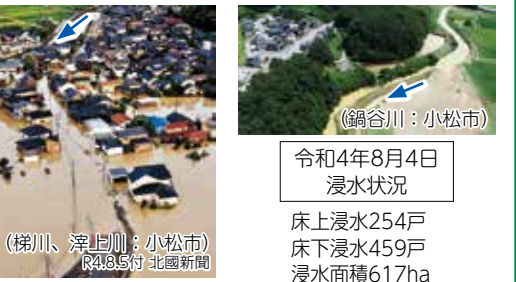 (梯川、滓上川：小松市)
R4.8.5付 北國新聞
(鍋谷川：小松市)
令和4年8月4日
浸水状況
床上浸水254戸
床下浸水459戸
浸水面積617ha